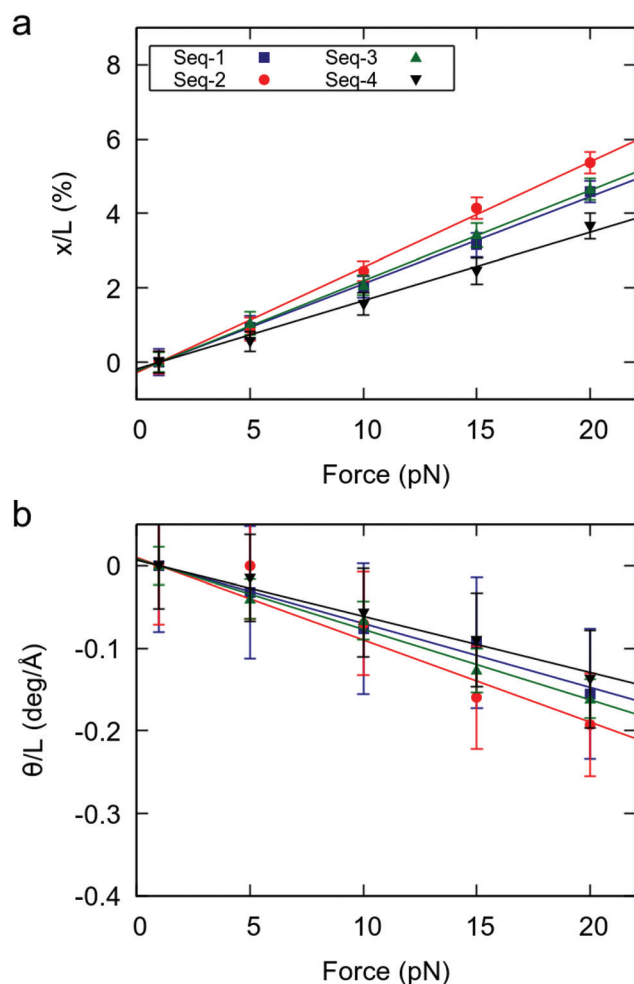 a
8
Seq-1 Seq-3
Seq-2 Seq-4
6
4
2
0
x/L (%)
0 5 10 15 20
Force (pN)
b
0
-0.1
-0.2
-0.3
-0.4
θ/L (deg/Å)
0 5 10 15 20
Force (pN)